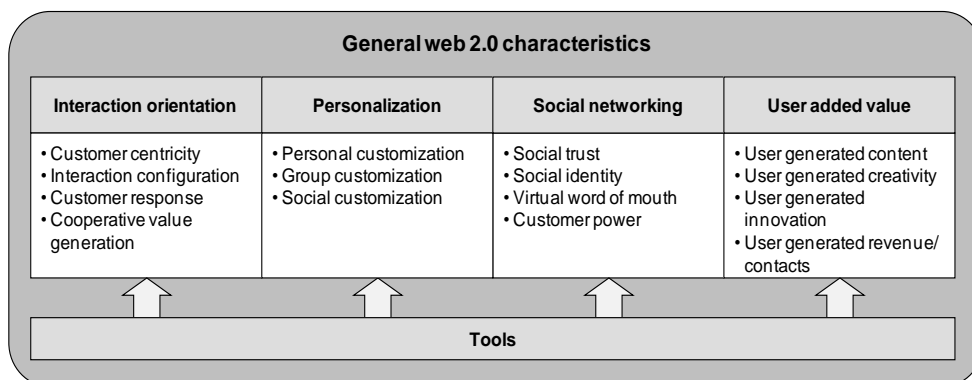 General web 2.0 characteristics
Interaction orientation
• Customer centricity
• Interaction configuration
• Customer response
• Cooperative value
generation
Personalization
• Personal customization
• Group customization
• Social customization
Social networking
• Social trust
• Social identity
• Virtual word of mouth
• Customer power
User added value
• User generated content
• User generated creativity
• User generated
innovation
• User generated revenue/
contacts
Tools